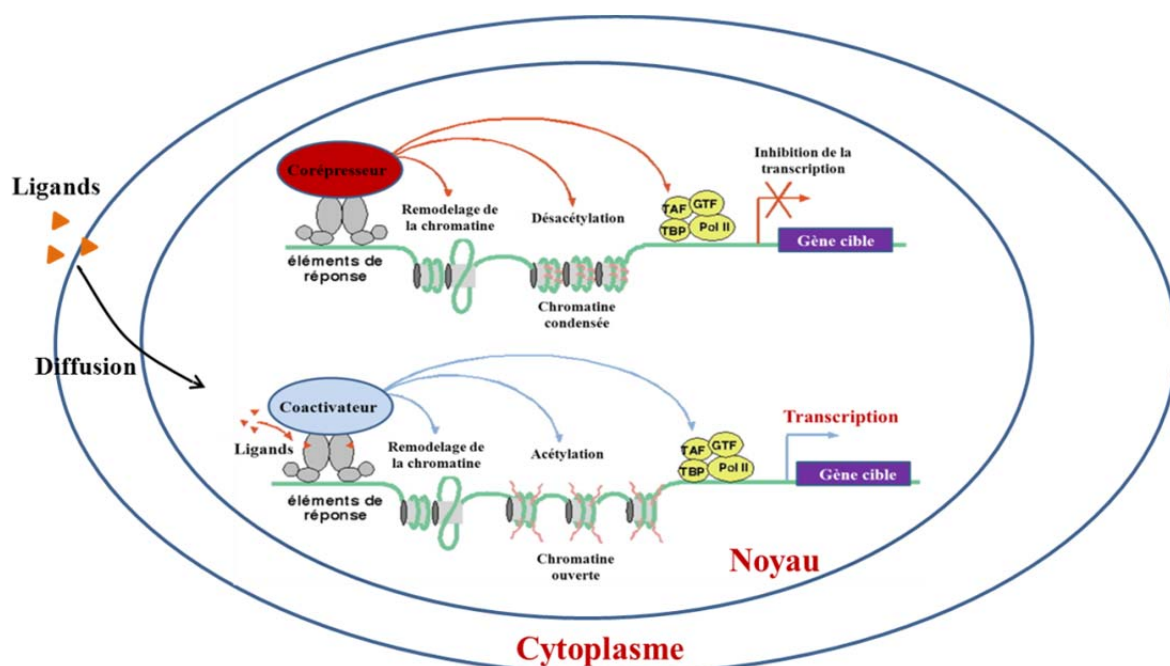 Ligands
Diffusion
Corépresseur
Remodelage de
la chromatine
Désacétylation
TAF
GTF
TBP
Pol II
Inhibition de la
transcription
Gène cible
éléments de
réponse
Chromatine
condensée
Coactivateur
Ligands
Remodelage de
la chromatine
Acétylation
TAF
GTF
TBP
Pol II
Transcription
Gène cible
éléments de
réponse
Chromatine
ouverte
Noyau
Cytoplasme